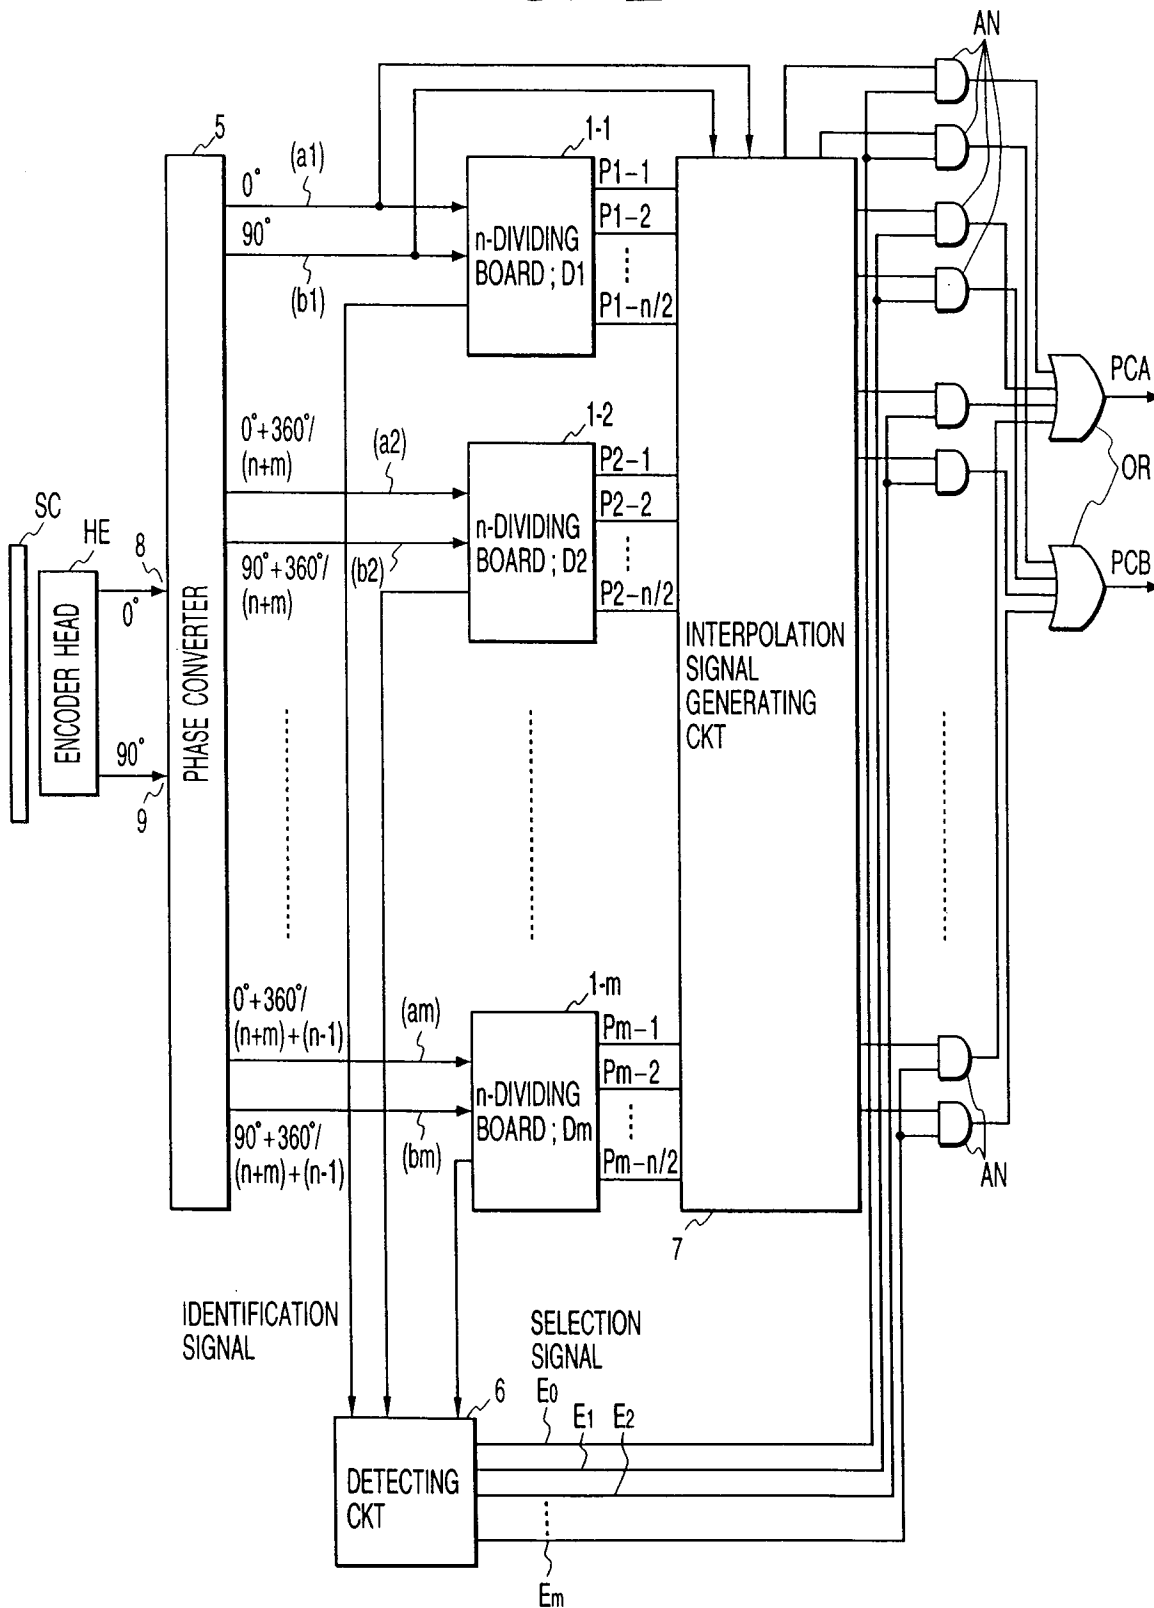 AN
5
0°
(a1)
1-1
P1-1
90°
P1-2
n-DIVIDING
BOARD ; D1
(b1)
P1-n/2
PCA
0°+360°/
(n+m)
(a2)
1-2
P2-1
OR
SC
HE
P2-2
8
n-DIVIDING
BOARD ; D2
90°+360°/
(n+m)
(b2)
P2-n/2
PCB
0°
ENCODER HEAD
PHASE CONVERTER
INTERPOLATION
SIGNAL
GENERATING
CKT
90°
9
0°+360°/
(n+m)+(n-1)
(am)
1-m
Pm-1
Pm-2
n-DIVIDING
BOARD ; Dm
90°+360°/
(n+m)+(n-1)
(bm)
Pm-n/2
AN
7
IDENTIFICATION
SIGNAL
SELECTION
SIGNAL
6
E0
E1
E2
DETECTING
CKT
Em